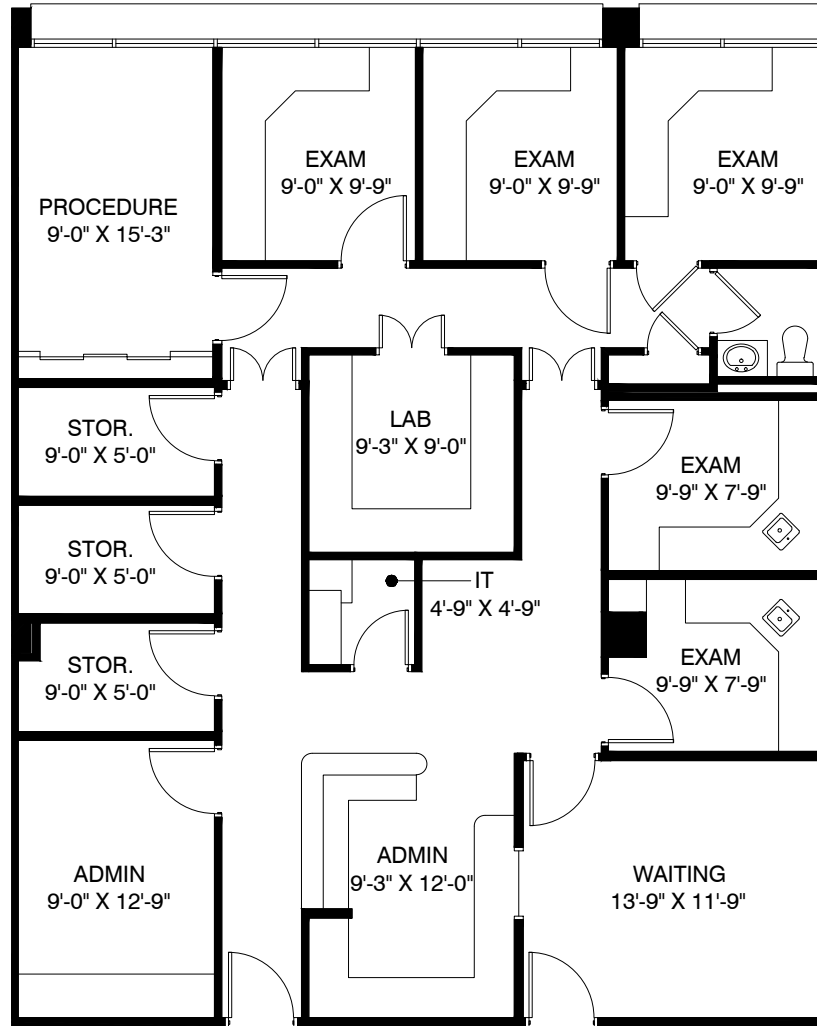 EXAM
9'-0" X 9'-9"
EXAM
9'-0" X 9'-9"
EXAM
9'-0" X 9'-9"
PROCEDURE
9'-0" X 15'-3"
STOR.
9'-0" X 5'-0"
LAB
9'-3" X 9'-0"
EXAM
9'-9" X 7'-9"
STOR.
9'-0" X 5'-0"
IT
4'-9" X 4'-9"
STOR.
9'-0" X 5'-0"
EXAM
9'-9" X 7'-9"
ADMIN
9'-0" X 12'-9"
ADMIN
9'-3" X 12'-0"
WAITING
13'-9" X 11'-9"